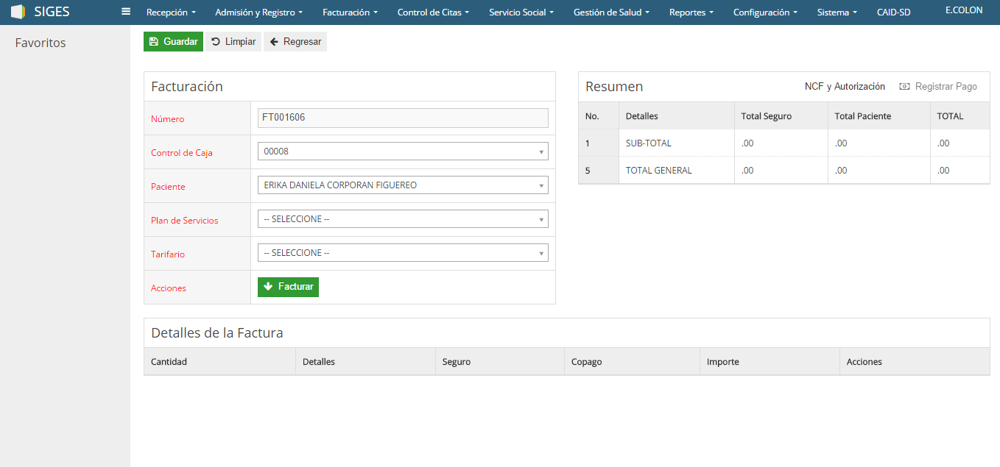 SIGES
Recepción
Admisión y Registro
Facturación
Control de Citas
Servicio Social
Gestión de Salud
Reportes
Configuración
Sistema
CAID-SD
E.COLON
Favoritos
Guardar
Limpiar
Regresar
Facturación
Número
FT001606
Control de Caja
00008
Paciente
ERIKA DANIELA CORPORAN FIGUEREO
Plan de Servicios
-- SELECCIONE --
Tarifario
-- SELECCIONE --
Acciones
Facturar
Resumen
NCF y Autorización
Registrar Pago
No. Detalles Total Seguro Total Paciente TOTAL
1 SUB-TOTAL .00 .00 .00
5 TOTAL GENERAL .00 .00 .00
Detalles de la Factura
Cantidad Detalles Seguro Copago Importe Acciones